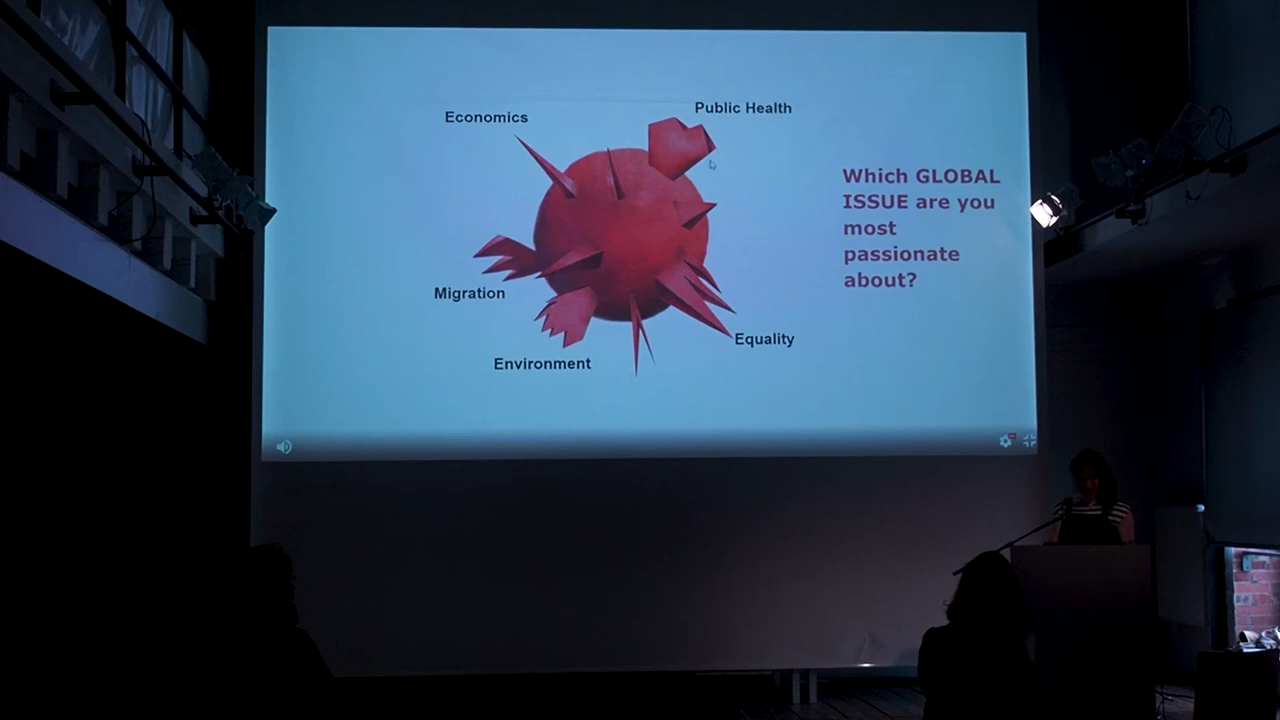 Economics
Public Health
Which GLOBAL
ISSUE are you
most
passionate
about?
Migration
Equality
Environment